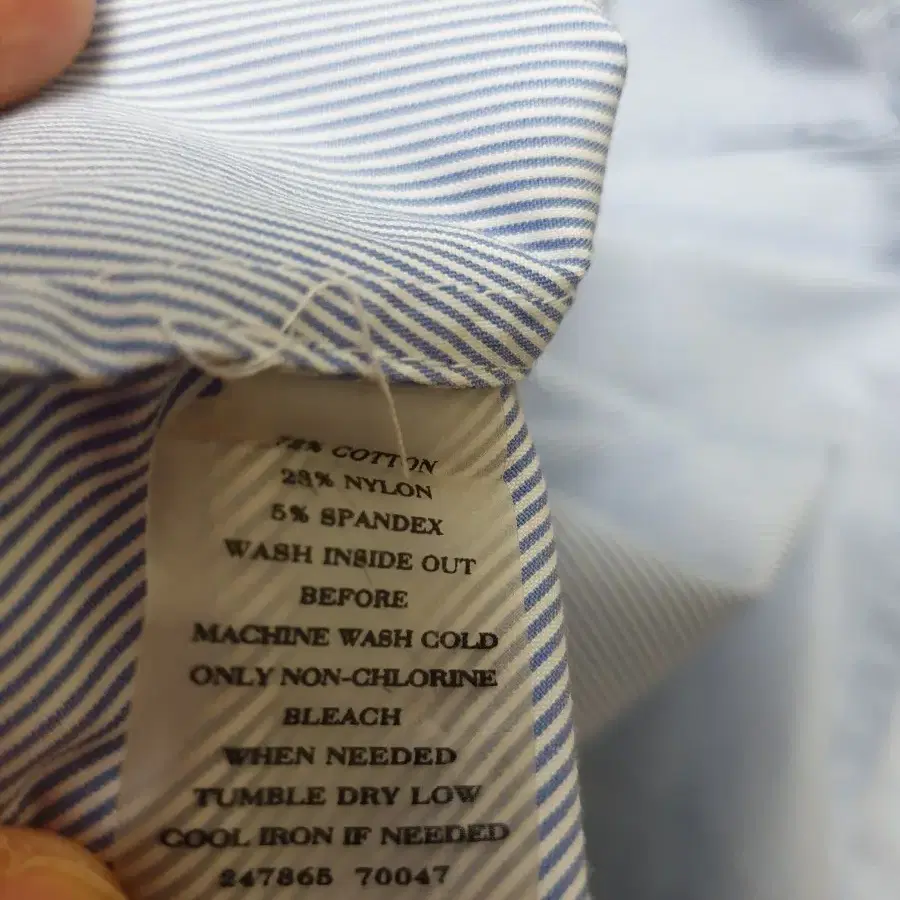 72% COTTON
23% NYLON
5% SPANDEX
WASH INSIDE OUT
BEFORE
MACHINE WASH COLD
ONLY NON-CHLORINE
BLEACH
WHEN NEEDED
TUMBLE DRY LOW
COOL IRON IF NEEDED
247865 70047